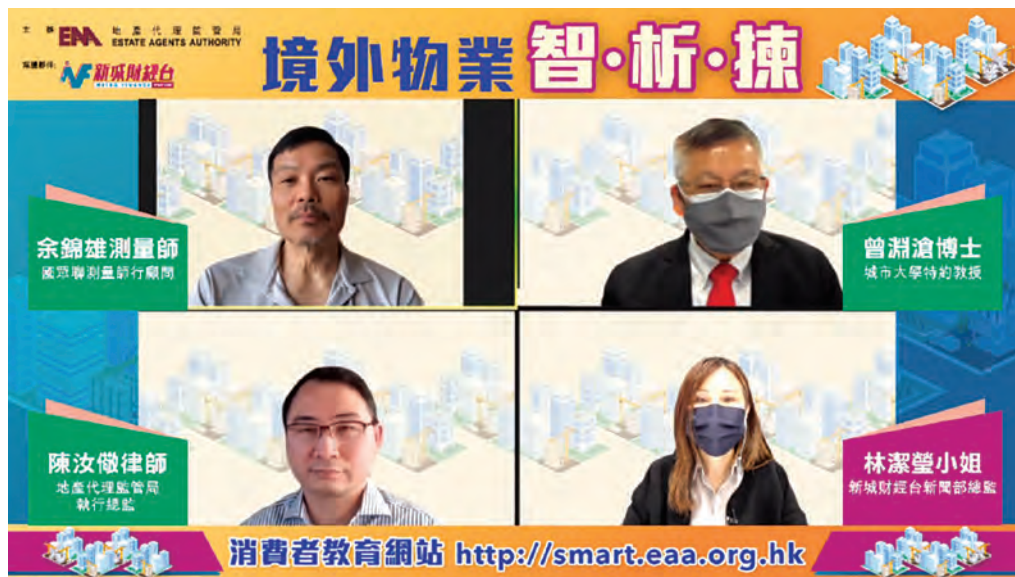 主辦 EAA 地產代理監管局
ESTATE AGENTS AUTHORITY
媒體夥伴: 新城財經台
METRO FINANCE
境外物業智·析·揀
余錦雄測量師
國眾聯測量師行顧問
曾淵滄博士
城市大學特約教授
陳汝儆律師
地產代理監管局
執行總監
林潔瑩小姐
新城財經台新聞部總監
消費者教育網站 http://smart.eaa.org.hk